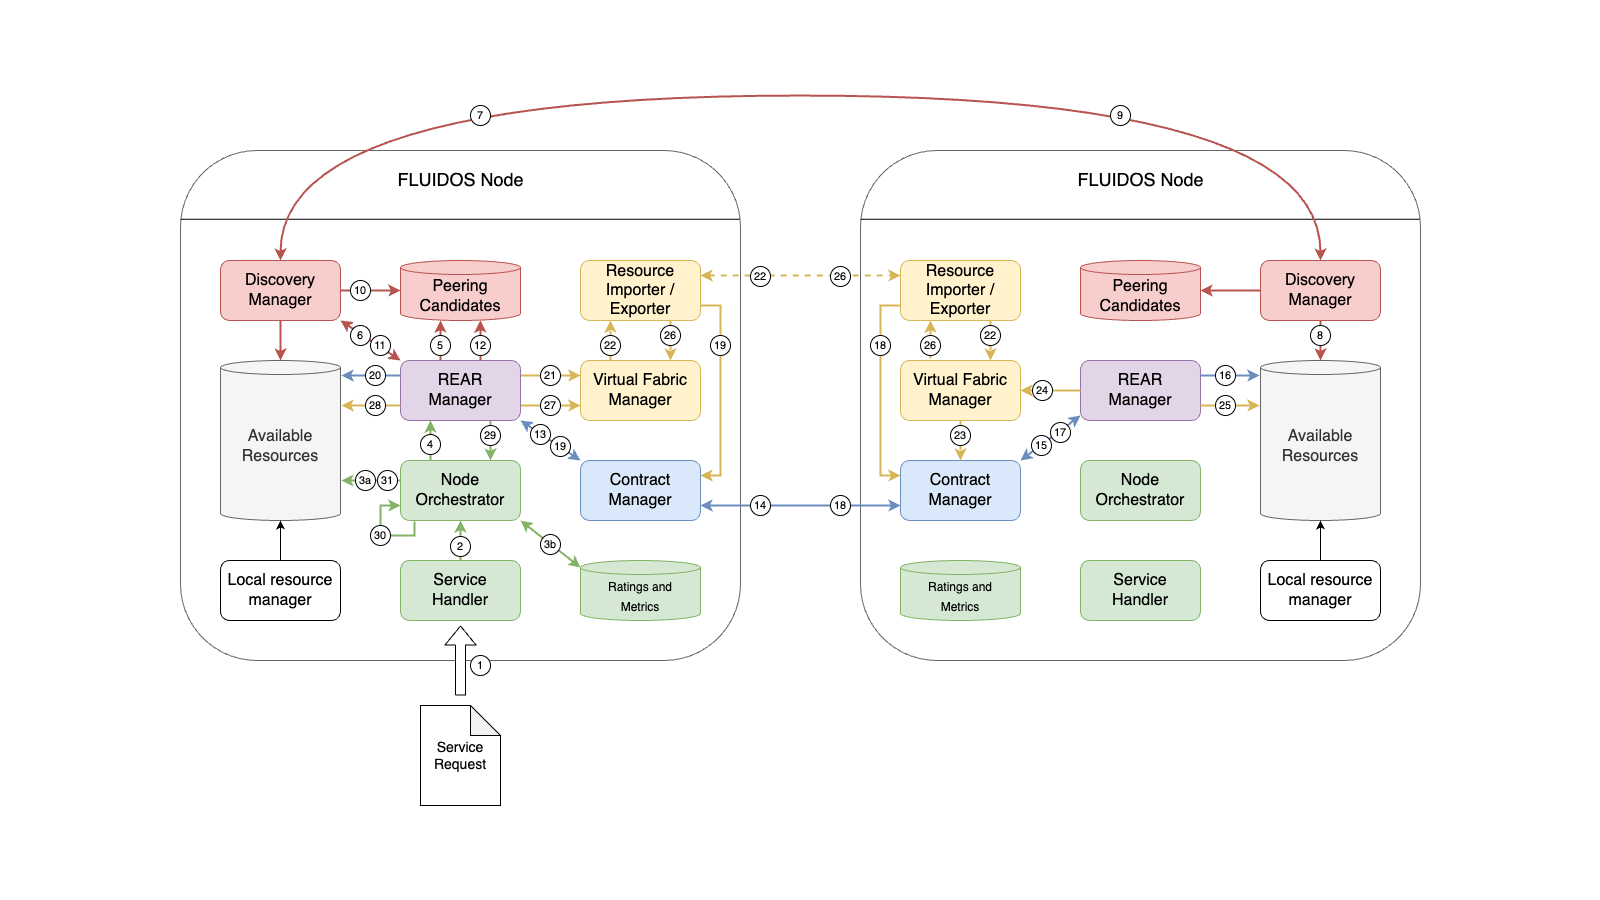 7
9
FLUIDOS Node
FLUIDOS Node
Discovery
Manager
10
Peering
Candidates
Resource
Importer /
Exporter
22
26
Resource
Importer /
Exporter
Peering
Candidates
Discovery
Manager
6
11
5
12
22
26
19
18
26
22
8
20
28
REAR
Manager
21
27
Virtual Fabric
Manager
Virtual Fabric
Manager
24
REAR
Manager
16
25
Available
Resources
4
29
13
19
23
15
17
Available
Resources
3a
31
Node
Orchestrator
Contract
Manager
14
18
Contract
Manager
Node
Orchestrator
30
2
3b
Local resource
manager
Service
Handler
Ratings and
Metrics
Ratings and
Metrics
Service
Handler
Local resource
manager
1
Service
Request